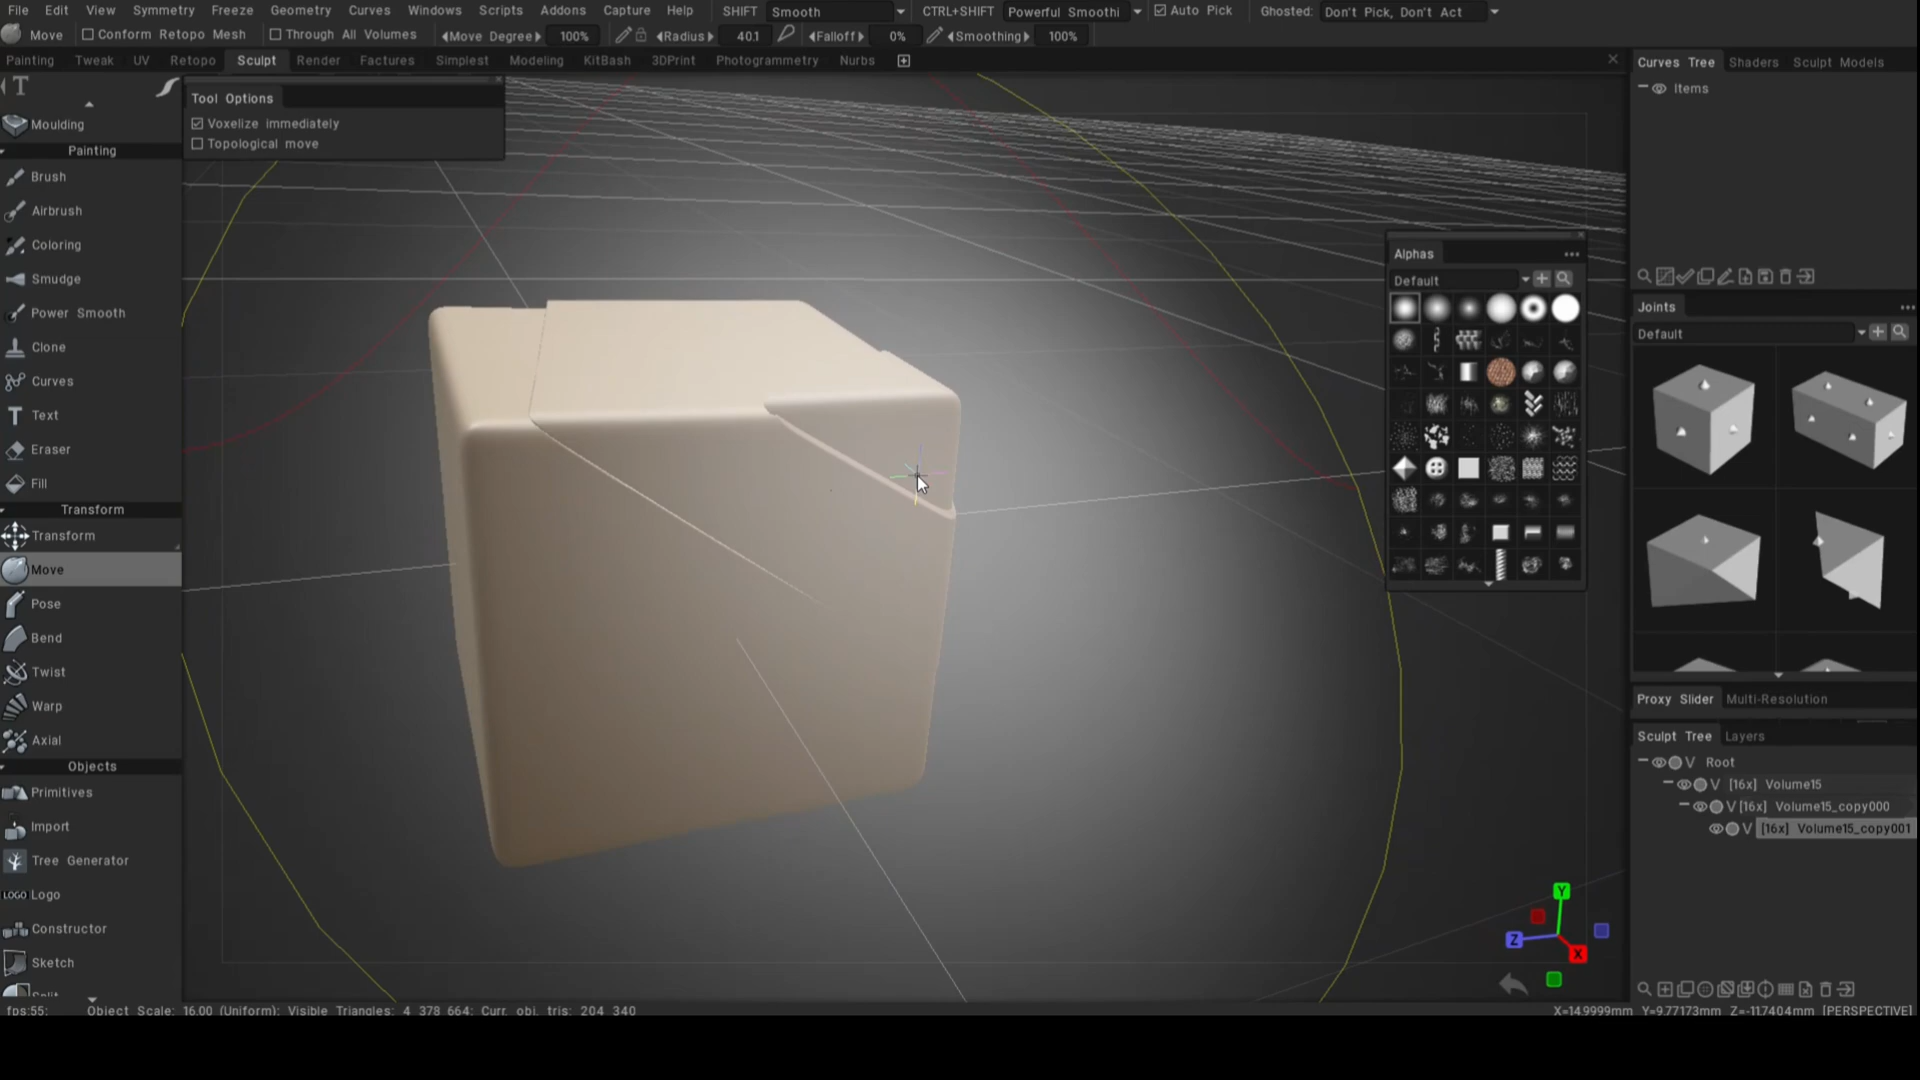 File Edit View Symmetry Freeze Geometry Curves Windows Scripts Addons Capture Help SHIFT Smooth CTRL+SHIFT Powerful Smoothi Auto Pick Ghosted: Don't Pick, Don't Act
Move Conform Retopo Mesh Through All Volumes Move Degree 100% Radius 40.1 Falloff 0% Smoothing 100%
Painting Tweak UV Retopo Sculpt Render Factures Simplest Modeling KitBash 3DPrint Photogrammetry Nurbs
Tool Options
Voxelize immediately
Topological move
T
Moulding
Painting
Brush
Airbrush
Coloring
Smudge
Power Smooth
Clone
Curves
Text
Eraser
Fill
Transform
Transform
Move
Pose
Bend
Twist
Warp
Axial
Objects
Primitives
Import
Tree Generator
LOGO Logo
Constructor
Sketch
Split
Alphas
Default
Curves Tree Shaders Sculpt Models
Items
Joints
Default
Proxy Slider Multi-Resolution
Sculpt Tree Layers
V Root
V [16x] Volume15
V [16x] Volume15_copy000
V [16x] Volume15_copy001
Y
Z
X
fps:55: Object Scale: 16.00 (Uniform); Visible Triangles: 4 378 664; Curr. obj. tris: 204 340
X=14.9999mm Y=9.77173mm Z=-11.7404mm [PERSPECTIVE]